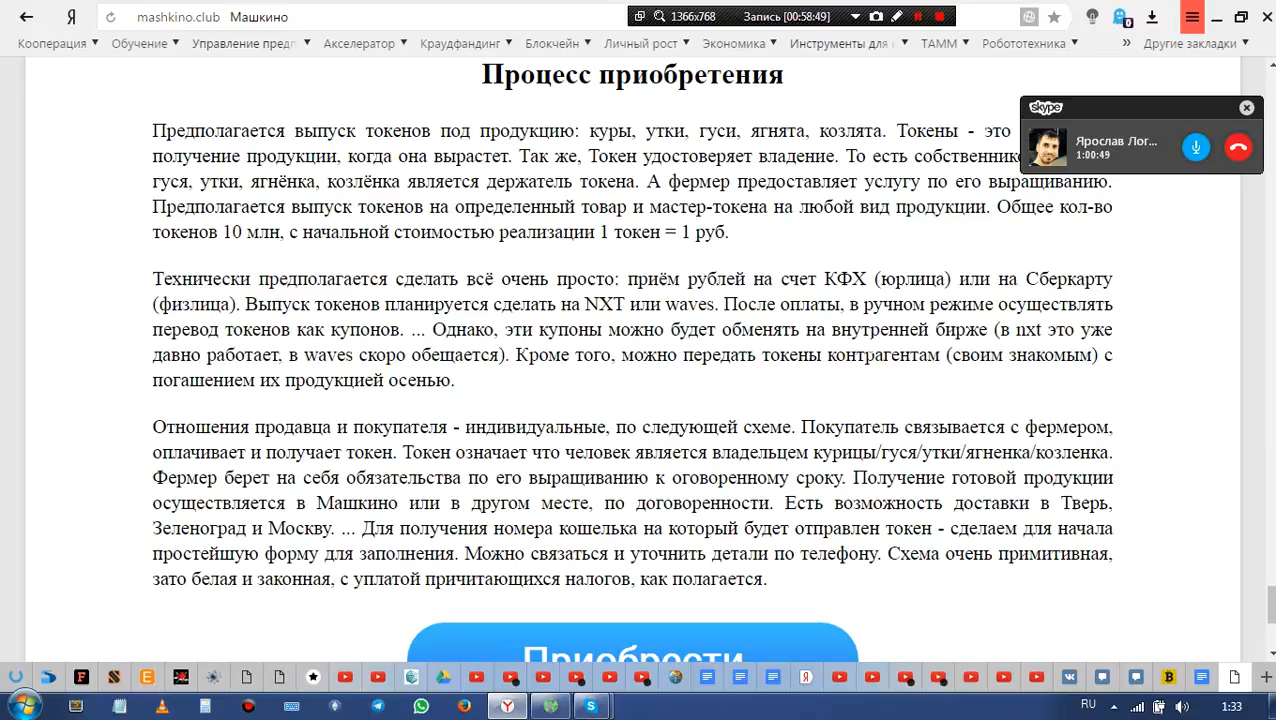 mashkino.club Машкино
1366x768 Запись [00:58:49]
Кооперация Обучение Управление предп Акселератор Краудфандинг Блокчейн Личный рост Экономика Инструменты для ТАММ Робототехника » Другие закладки
Процесс приобретения
skype
Ярослав Лог...
1:00:49
Предполагается выпуск токенов под продукцию: куры, утки, гуси, ягнята, козлята. Токены - это
получение продукции, когда она вырастет. Так же, Токен удостоверяет владение. То есть
гуся, утки, ягнёнка, козлёнка является держатель токена. А фермер предоставляет услугу по его выращиванию.
Предполагается выпуск токенов на определенный товар и мастер-токена на любой вид продукции. Общее кол-во
токенов 10 млн, с начальной стоимостью реализации 1 токен = 1 руб.
Технически предполагается сделать всё очень просто: приём рублей на счет КФХ (юрлица) или на Сберкарту
(физлица). Выпуск токенов планируется сделать на NXT или waves. После оплаты, в ручном режиме осуществлять
перевод токенов как купонов. ... Однако, эти купоны можно будет обменять на внутренней бирже (в nxt это уже
давно работает, в waves скоро обещается). Кроме того, можно передать токены контрагентам (своим знакомым) с
погашением их продукцией осенью.
Отношения продавца и покупателя - индивидуальные, по следующей схеме. Покупатель связывается с фермером,
оплачивает и получает токен. Токен означает что человек является владельцем курицы/гуся/утки/ягненка/козленка.
Фермер берет на себя обязательства по его выращиванию к оговоренному сроку. Получение готовой продукции
осуществляется в Машкино или в другом месте, по договоренности. Есть возможность доставки в Тверь,
Зеленоград и Москву. ... Для получения номера кошелька на который будет отправлен токен - сделаем для начала
простейшую форму для заполнения. Можно связаться и уточнить детали по телефону. Схема очень примитивная,
зато белая и законная, с уплатой причитающихся налогов, как полагается.
Приобрести
RU 1:33